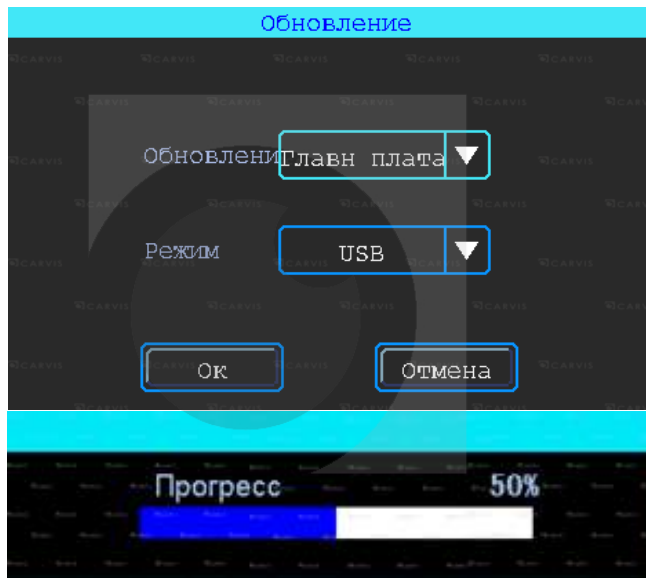 Обновление
Обновлени Главн плата
Режим USB
Ок Отмена
Прогресс 50%